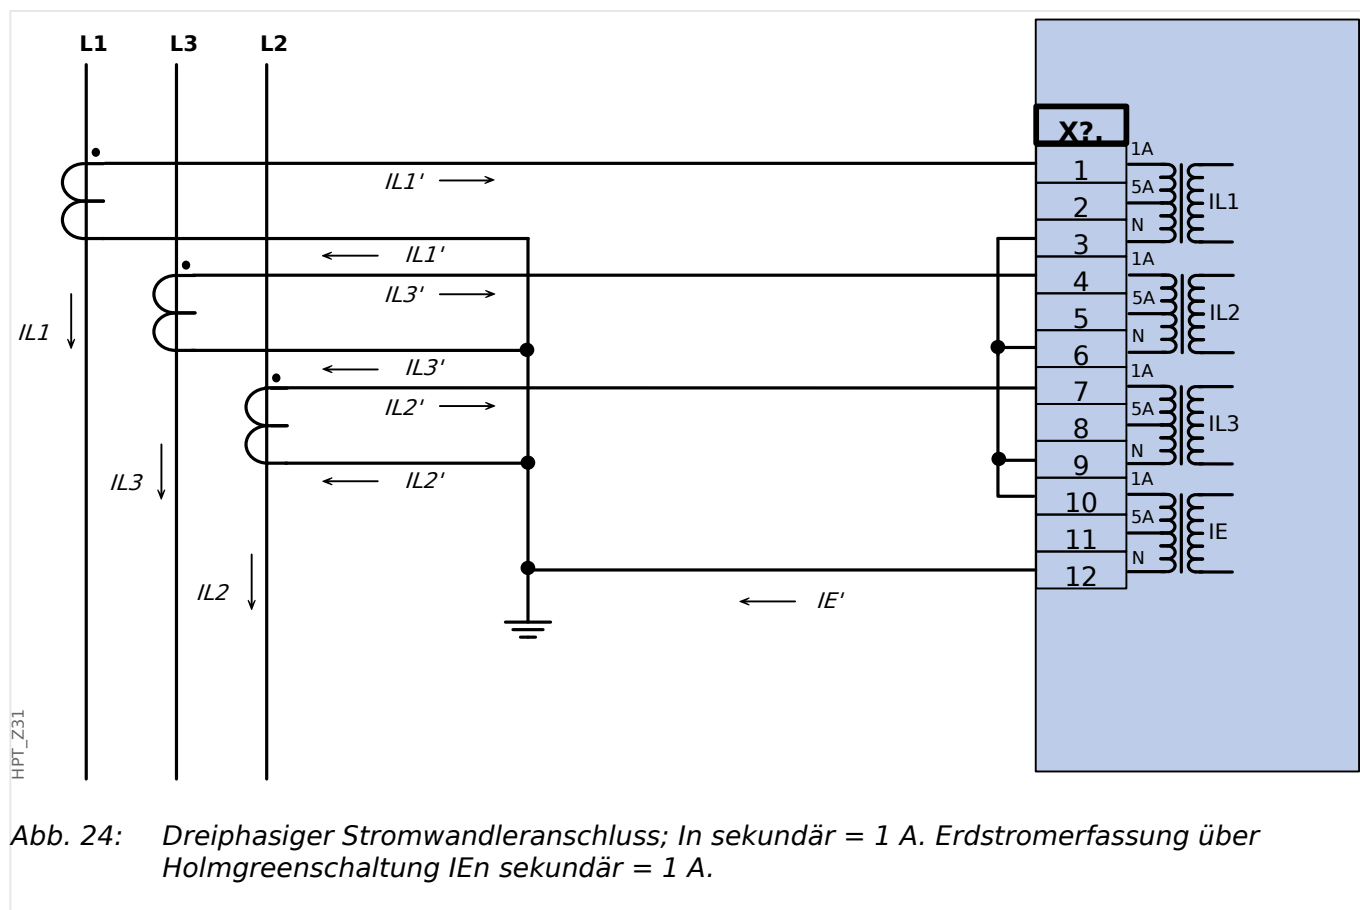 L1 L3 L2
X?.
1A
1
IL1'
5A
2
IL1
N
3
IL1'
1A
4
IL3'
5A
5
IL2
IL1
N
6
IL3'
1A
7
IL2'
5A
8
IL3
N
9
IL2'
IL3
1A
10
5A
11
IE
N
12
IL2
IE'
HPT_Z31
Abb. 24: Dreiphasiger Stromwandleranschluss; In sekundär = 1 A. Erdstromerfassung über
Holmgreenschaltung IEn sekundär = 1 A.